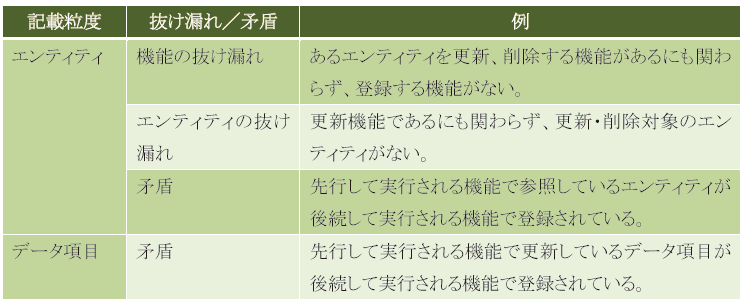 記載粒度 抜け漏れ／矛盾 例
エンティティ 機能の抜け漏れ あるエンティティを更新、削除する機能があるにも関わ
らず、登録する機能がない。
エンティティの抜け 更新機能であるにも関わらず、更新・削除対象のエン
漏れ ティティがない。
矛盾 先行して実行される機能で参照しているエンティティが
後続して実行される機能で登録されている。
データ項目 矛盾 先行して実行される機能で更新しているデータ項目が
後続して実行される機能で登録されている。